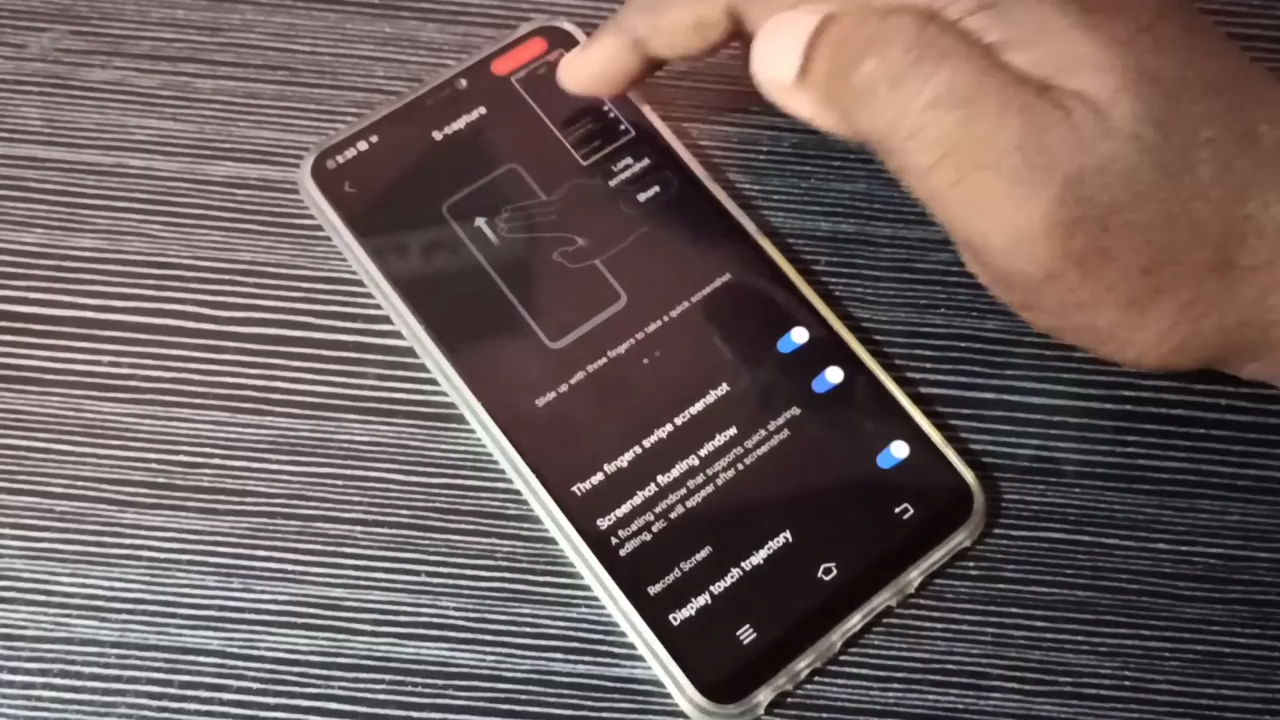 S-capture
Long
screenshot
Share
Slide up with three fingers to take a quick screenshot
Three fingers swipe screenshot
Screenshot floating window
A floating window that supports quick sharing,
editing, etc. will appear after a screenshot
Record Screen
Display touch trajectory